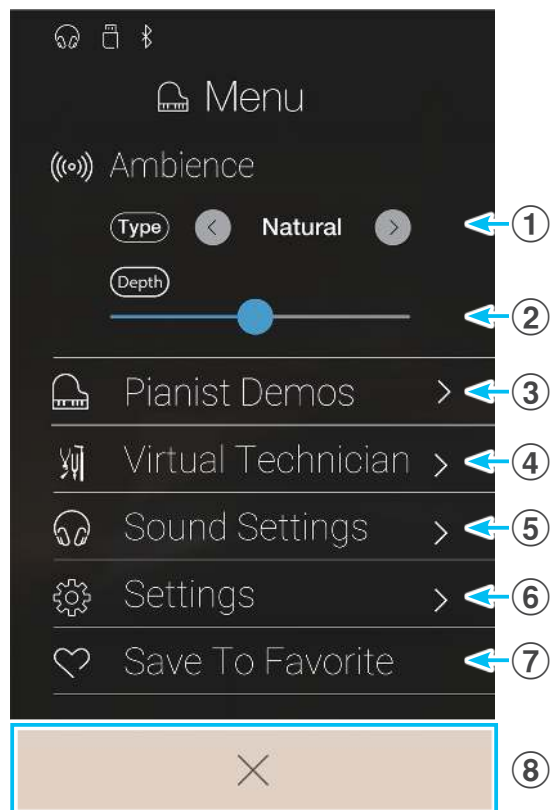 Menu
Ambience
Type Natural ①
Depth
②
Pianist Demos ③
Virtual Technician ④
Sound Settings ⑤
Settings ⑥
Save To Favorite ⑦
⑧